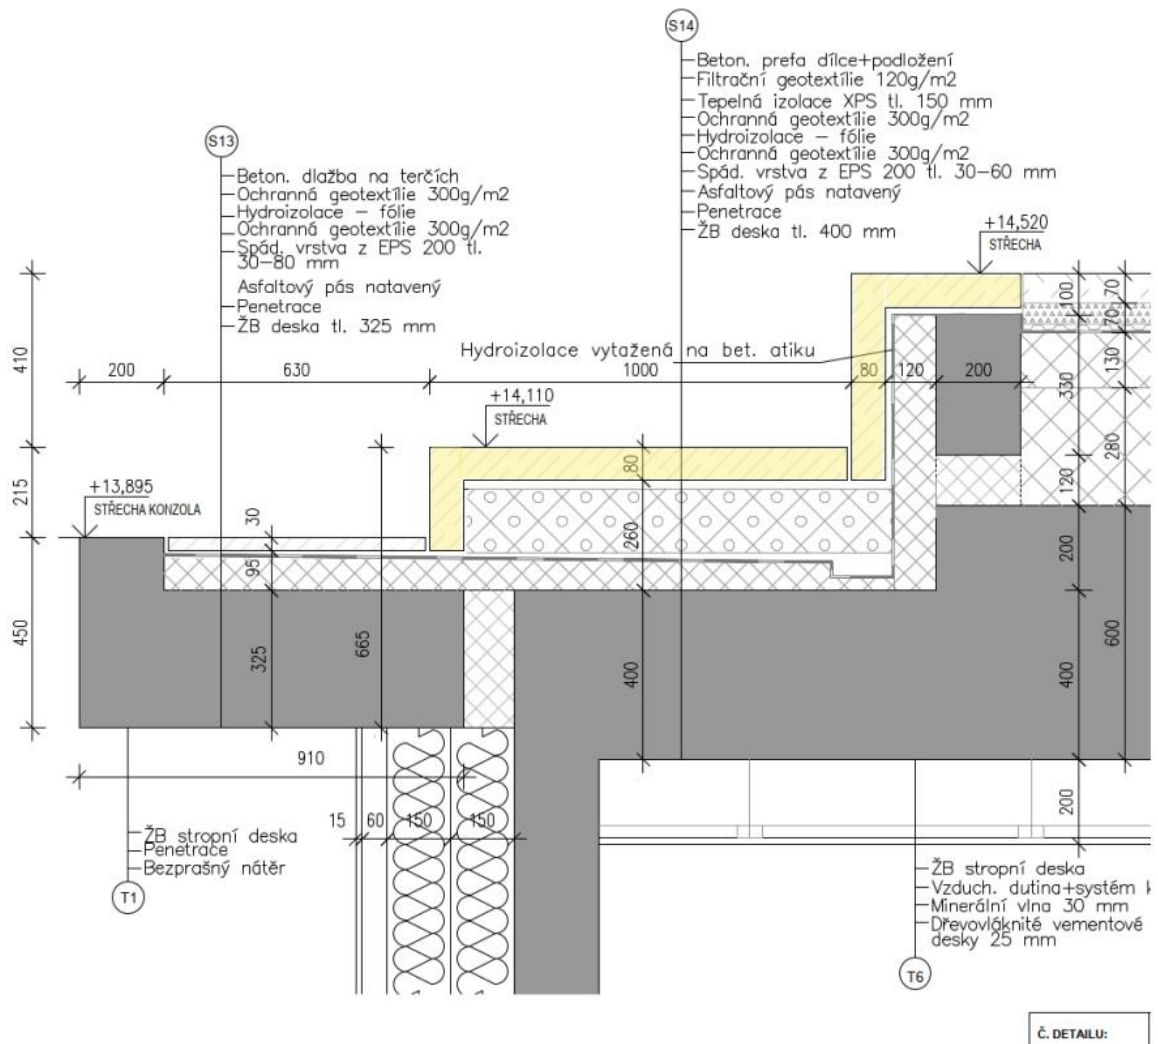 S14
Beton. prefa dílce+podložení
Filtrační geotextílie 120g/m2
Tepelná izolace XPS tl. 150 mm
Ochranná geotextílie 300g/m2
Hydroizolace – fólie
Ochranná geotextílie 300g/m2
Spád. vrstva z EPS 200 tl. 30–60 mm
Asfaltový pás natavený
Penetrace
ŽB deska tl. 400 mm
S13
Beton. dlažba na terčích
Ochranná geotextílie 300g/m2
Hydroizolace – fólie
Ochranná geotextílie 300g/m2
Spád. vrstva z EPS 200 tl.
30–80 mm
Asfaltový pás natavený
Penetrace
ŽB deska tl. 325 mm
+14,520
STŘECHA
Hydroizolace vytažená na bet. atiku
200 630 1000 80 120 200
+14,110
STŘECHA
+13,895
STŘECHA KONZOLA
410
215
450
30
95
325
665
80
260
400
100
330
120
200
400
200
70
70
130
280
600
910
15 60 150 150
ŽB stropní deska
Penetrace
Bezprašný nátěr
T1
ŽB stropní deska
Vzduch. dutina+systém
Minerální vlna 30 mm
Dřevovláknité vementové
desky 25 mm
T6
Č. DETAILU: